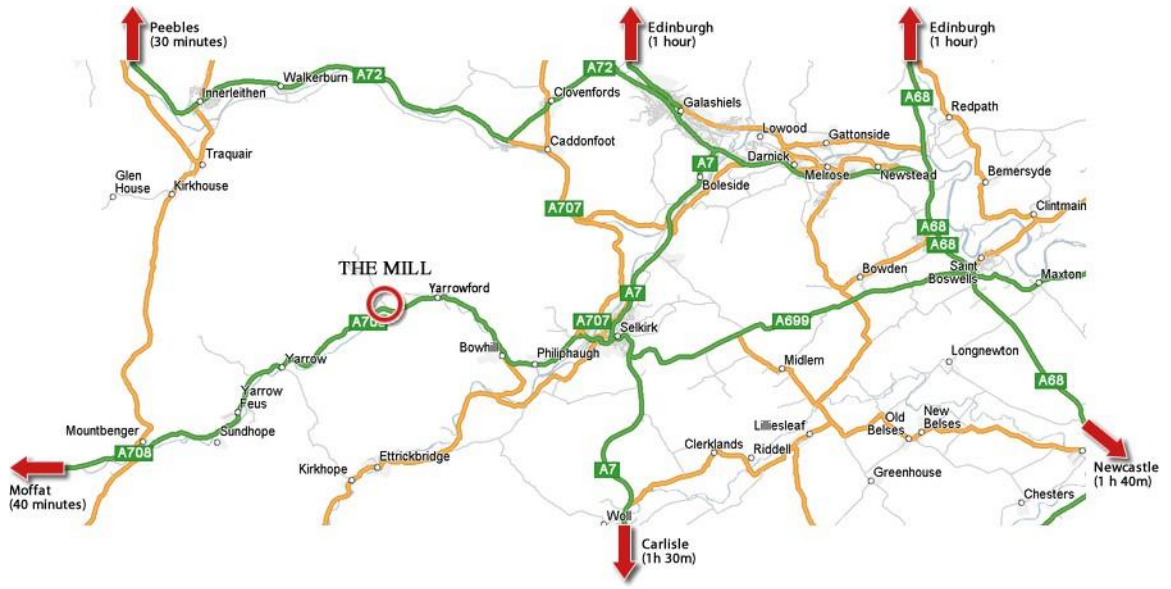 Peebles
(30 minutes)
Edinburgh
(1 hour)
Edinburgh
(1 hour)
Walkerburn
A72
A72
Innerleithen
Clovenfords
Galashiels
A68
Redpath
Lowood
Gattonside
Caddonfoot
Traquair
A7
Darnick
Melrose
Newstead
Glen
House
Kirkhouse
Boleside
Bemersyde
A707
Clintmain
A68
A68
THE MILL
Yarrowford
Bowden
Saint
Boswells
Maxton
A7
A707
A699
Selkirk
Bowhill
Philiphaugh
Yarrow
Midlem
Longnewton
A68
Yarrow
Feus
Mountbenger
Sundhope
Lilliesleaf
Old
Belses
New
Belses
A708
Clerklands
Riddell
Ettrickbridge
Kirkhope
A7
Greenhouse
Moffat
(40 minutes)
Newcastle
(1 h 40m)
Chesters
Woll
Carlisle
(1h 30m)